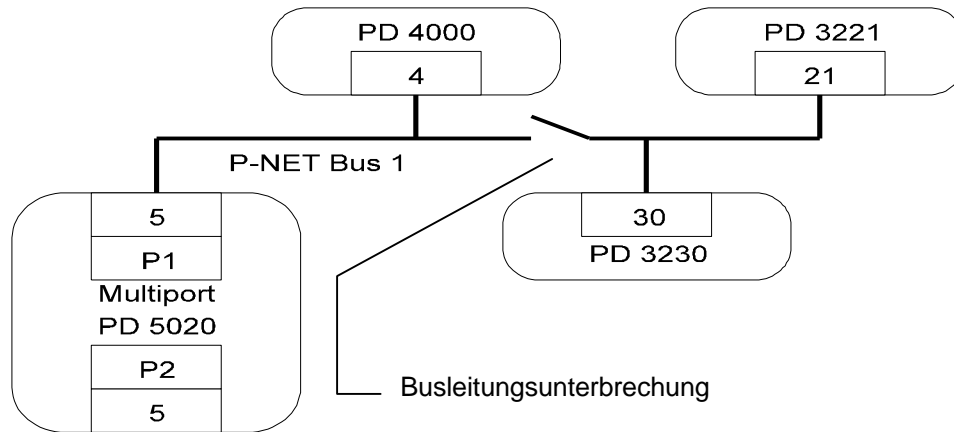 PD 4000
4
PD 3221
21
P-NET Bus 1
5
P1
Multiport
PD 5020
P2
5
30
PD 3230
Busleitungsunterbrechung